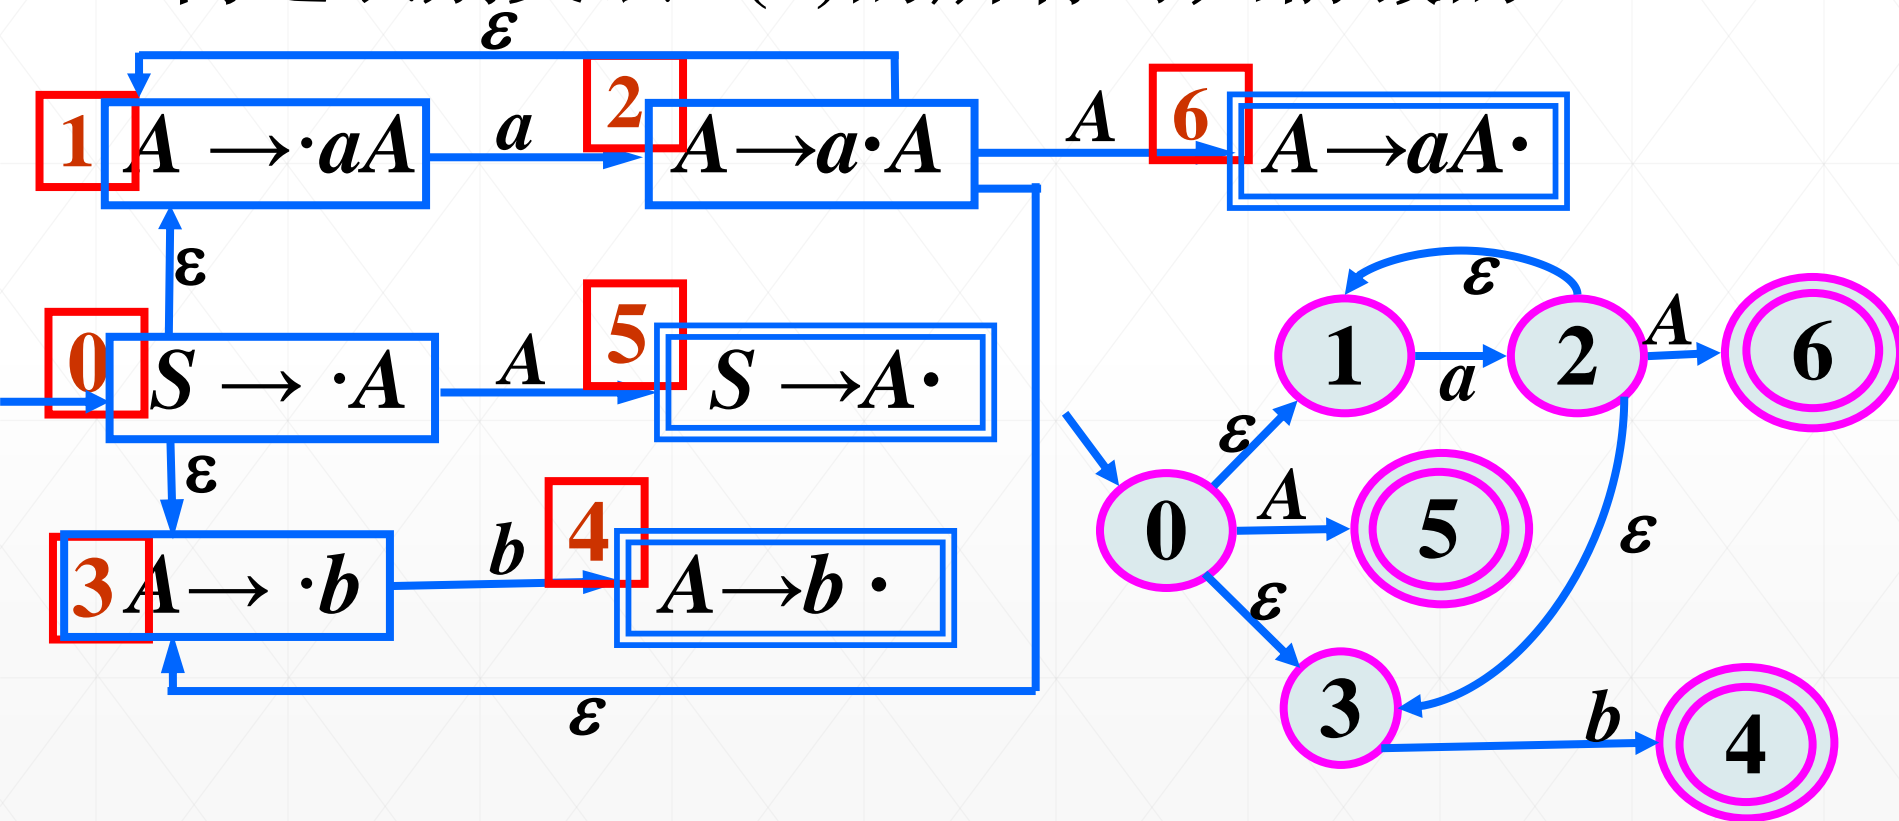 ε
1 A → ·aA a 2 A→a·A A 6 A→aA·
ε ε
0 S → ·A A 5 S →A· 1 a 2 A 6
ε ε A
0 5 ε
3 A→ ·b b 4 A→b · ε
ε 3 b 4